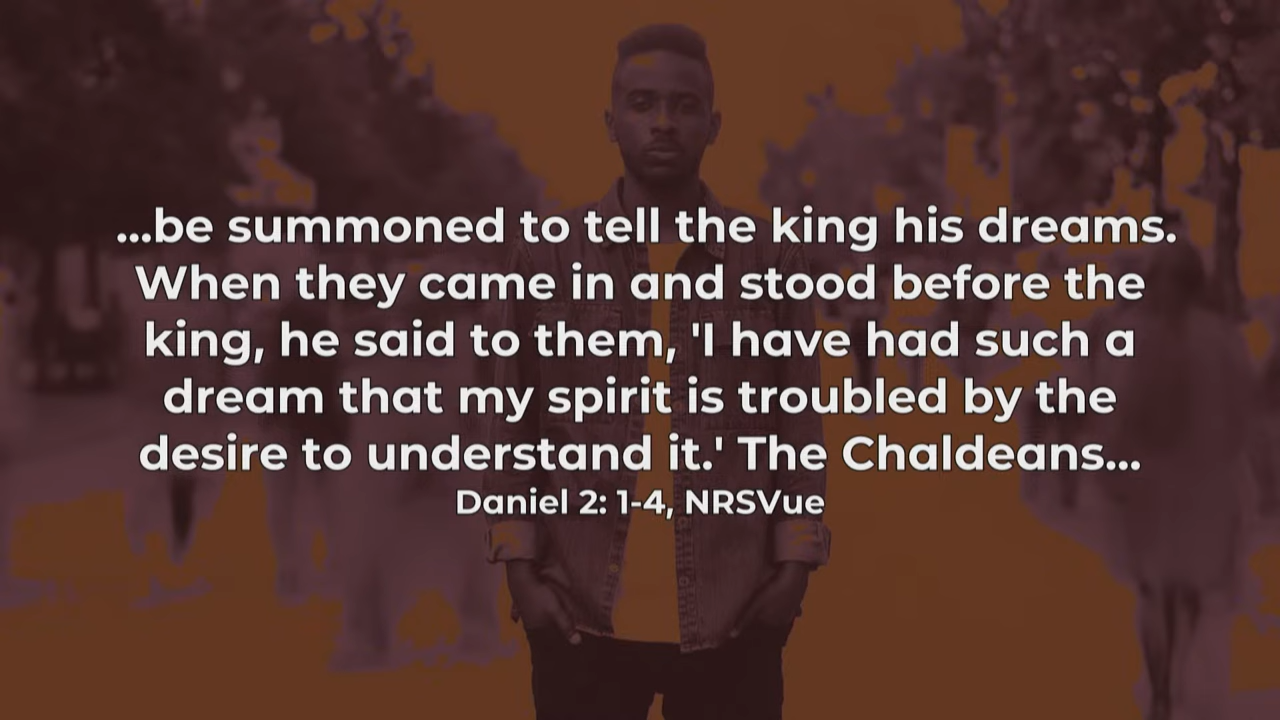 ...be summoned to tell the king his dreams.
When they came in and stood before the
king, he said to them, 'I have had such a
dream that my spirit is troubled by the
desire to understand it.' The Chaldeans...
Daniel 2: 1-4, NRSVue